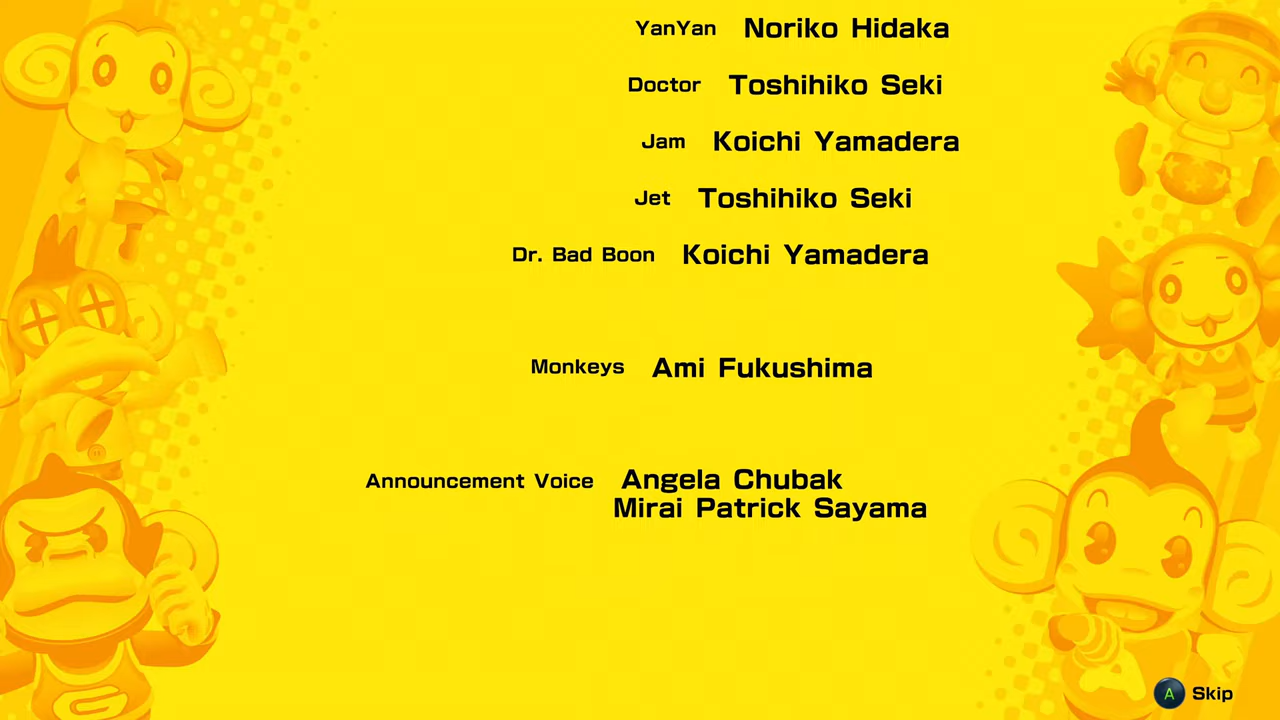 YanYan Noriko Hidaka
Doctor Toshihiko Seki
Jam Koichi Yamadera
Jet Toshihiko Seki
Dr. Bad Boon Koichi Yamadera
Monkeys Ami Fukushima
Announcement Voice Angela Chubak
Mirai Patrick Sayama
A Skip